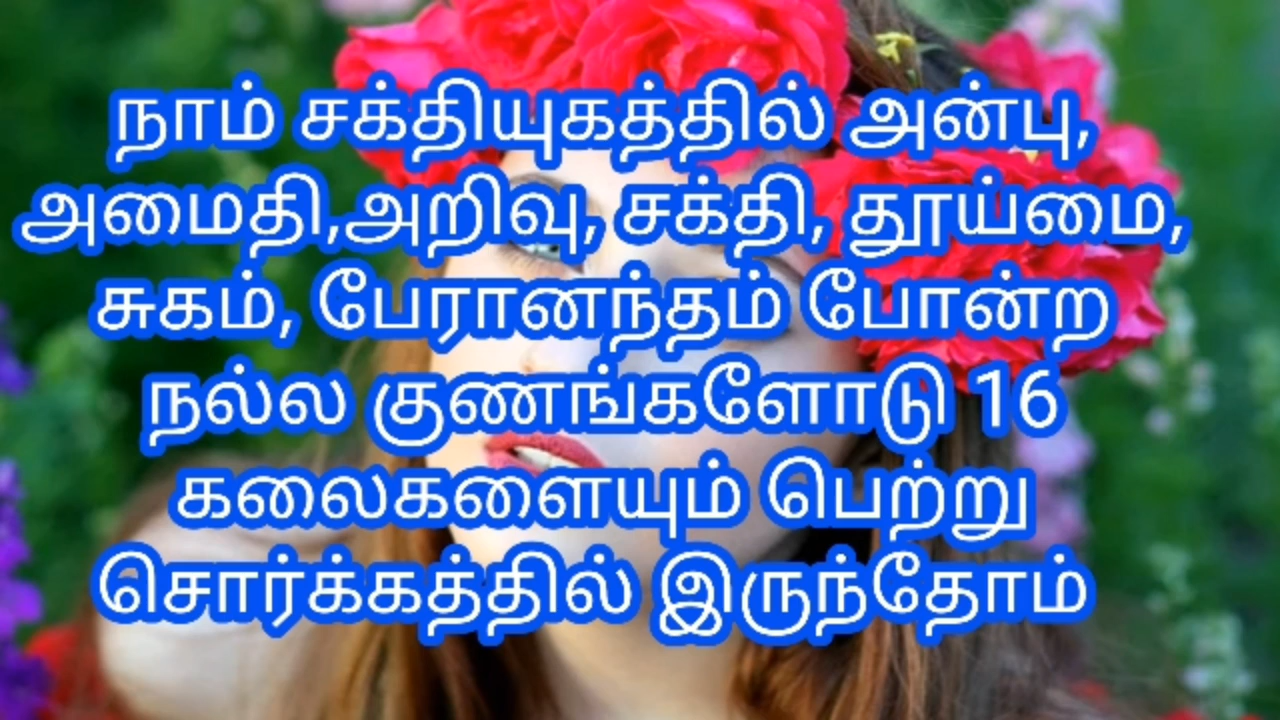 நாம் சக்தியுகத்தில் அன்பு,
அமைதி,அறிவு, சக்தி, தூய்மை,
சுகம், பேரானந்தம் போன்ற
நல்ல குணங்களோடு 16
கலைகளையும் பெற்று
சொர்க்கத்தில் இருந்தோம்